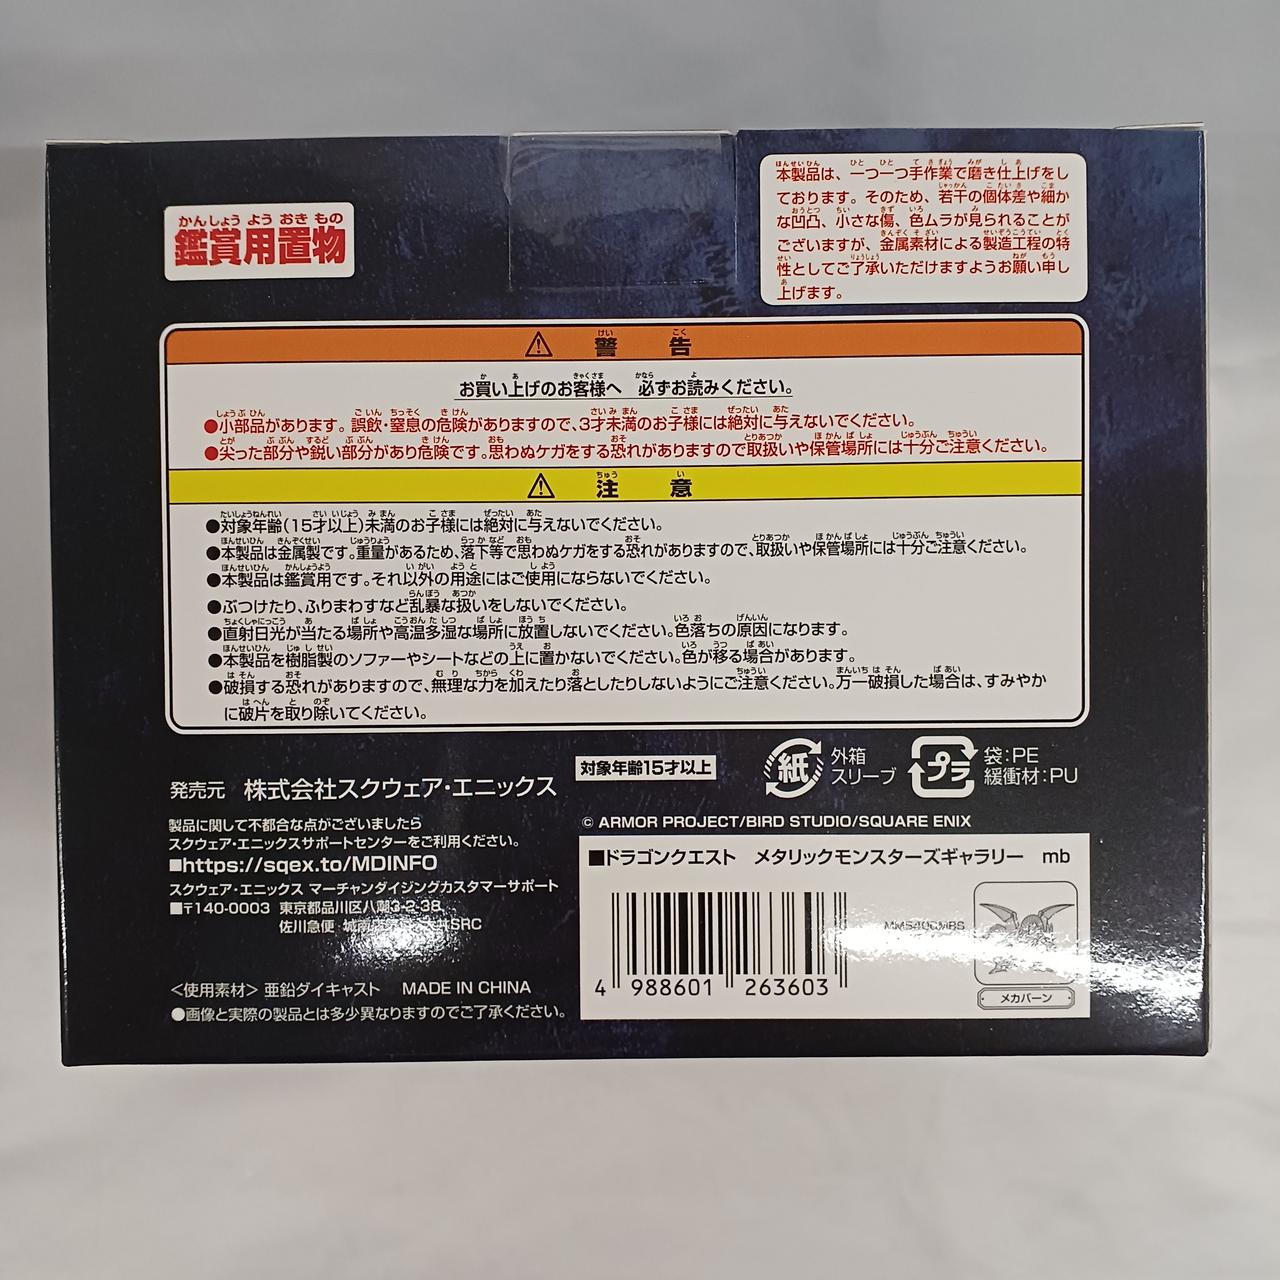 鑑賞用置物
かんしょう よう おき もの
本製品は、一つ一つ手作業で磨き仕上げをし
ております。そのため、若干の個体差や細か
な凹凸、小さな傷、色ムラが見られることが
ございますが、金属素材による製造工程の特
性としてご了承いただけますようお願い申し
上げます。
⚠ 警告
お買い上げのお客様へ 必ずお読みください。
●小部品があります。誤飲・窒息の危険がありますので、3才未満のお子様には絶対に与えないでください。
●尖った部分や鋭い部分があり危険です。思わぬケガをする恐れがありますので取扱いや保管場所には十分ご注意ください。
⚠ 注意
●対象年齢(15才以上)未満のお子様には絶対に与えないでください。
●本製品は金属製です。重量があるため、落下等で思わぬケガをする恐れがありますので、取扱いや保管場所には十分ご注意ください。
●本製品は鑑賞用です。それ以外の用途にはご使用にならないでください。
●ぶつけたり、ふりまわすなど乱暴な扱いをしないでください。
●直射日光が当たる場所や高温多湿な場所に放置しないでください。色落ちの原因になります。
●本製品を樹脂製のソファーやシートなどの上に置かないでください。色が移る場合があります。
●破損する恐れがありますので、無理な力を加えたり落としたりしないようにご注意ください。万一破損した場合は、すみやか
に破片を取り除いてください。
対象年齢15才以上
紙 外箱
スリーブ
プラ 袋:PE
緩衝材:PU
発売元 株式会社スクウェア・エニックス
製品に関して不都合な点がございましたら
スクウェア・エニックスサポートセンターをご利用ください。
■https://sqex.to/MDINFO
スクウェア・エニックス マーチャンダイジングカスタマーサポート
■〒140-0003 東京都品川区八潮3-2-38
佐川急便 城南 SRC
<使用素材> 亜鉛ダイキャスト MADE IN CHINA
●画像と実際の製品とは多少異なりますのでご了承ください。
© ARMOR PROJECT/BIRD STUDIO/SQUARE ENIX
■ドラゴンクエスト メタリックモンスターズギャラリー mb
4 988601 263603
メカバーン